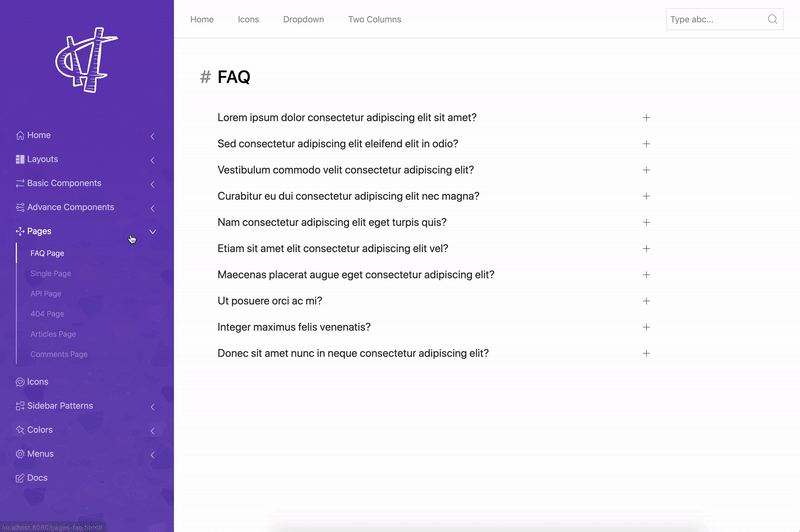 Home
Icons
Dropdown
Two Columns
Type abc...
Home
Layouts
Basic Components
Advance Components
Pages
FAQ Page
Single Page
API Page
404 Page
Articles Page
Comments Page
Icons
Sidebar Patterns
Colors
Menus
Docs
localhost:8080/pages-faq.html#
# FAQ
Lorem ipsum dolor consectetur adipiscing elit sit amet?
Sed consectetur adipiscing elit eleifend elit in odio?
Vestibulum commodo velit consectetur adipiscing elit?
Curabitur eu dui consectetur adipiscing elit nec magna?
Nam consectetur adipiscing elit eget turpis quis?
Etiam sit amet elit consectetur adipiscing elit vel?
Maecenas placerat augue eget consectetur adipiscing elit?
Ut posuere orci ac mi?
Integer maximus felis venenatis?
Donec sit amet nunc in neque consectetur adipiscing elit?